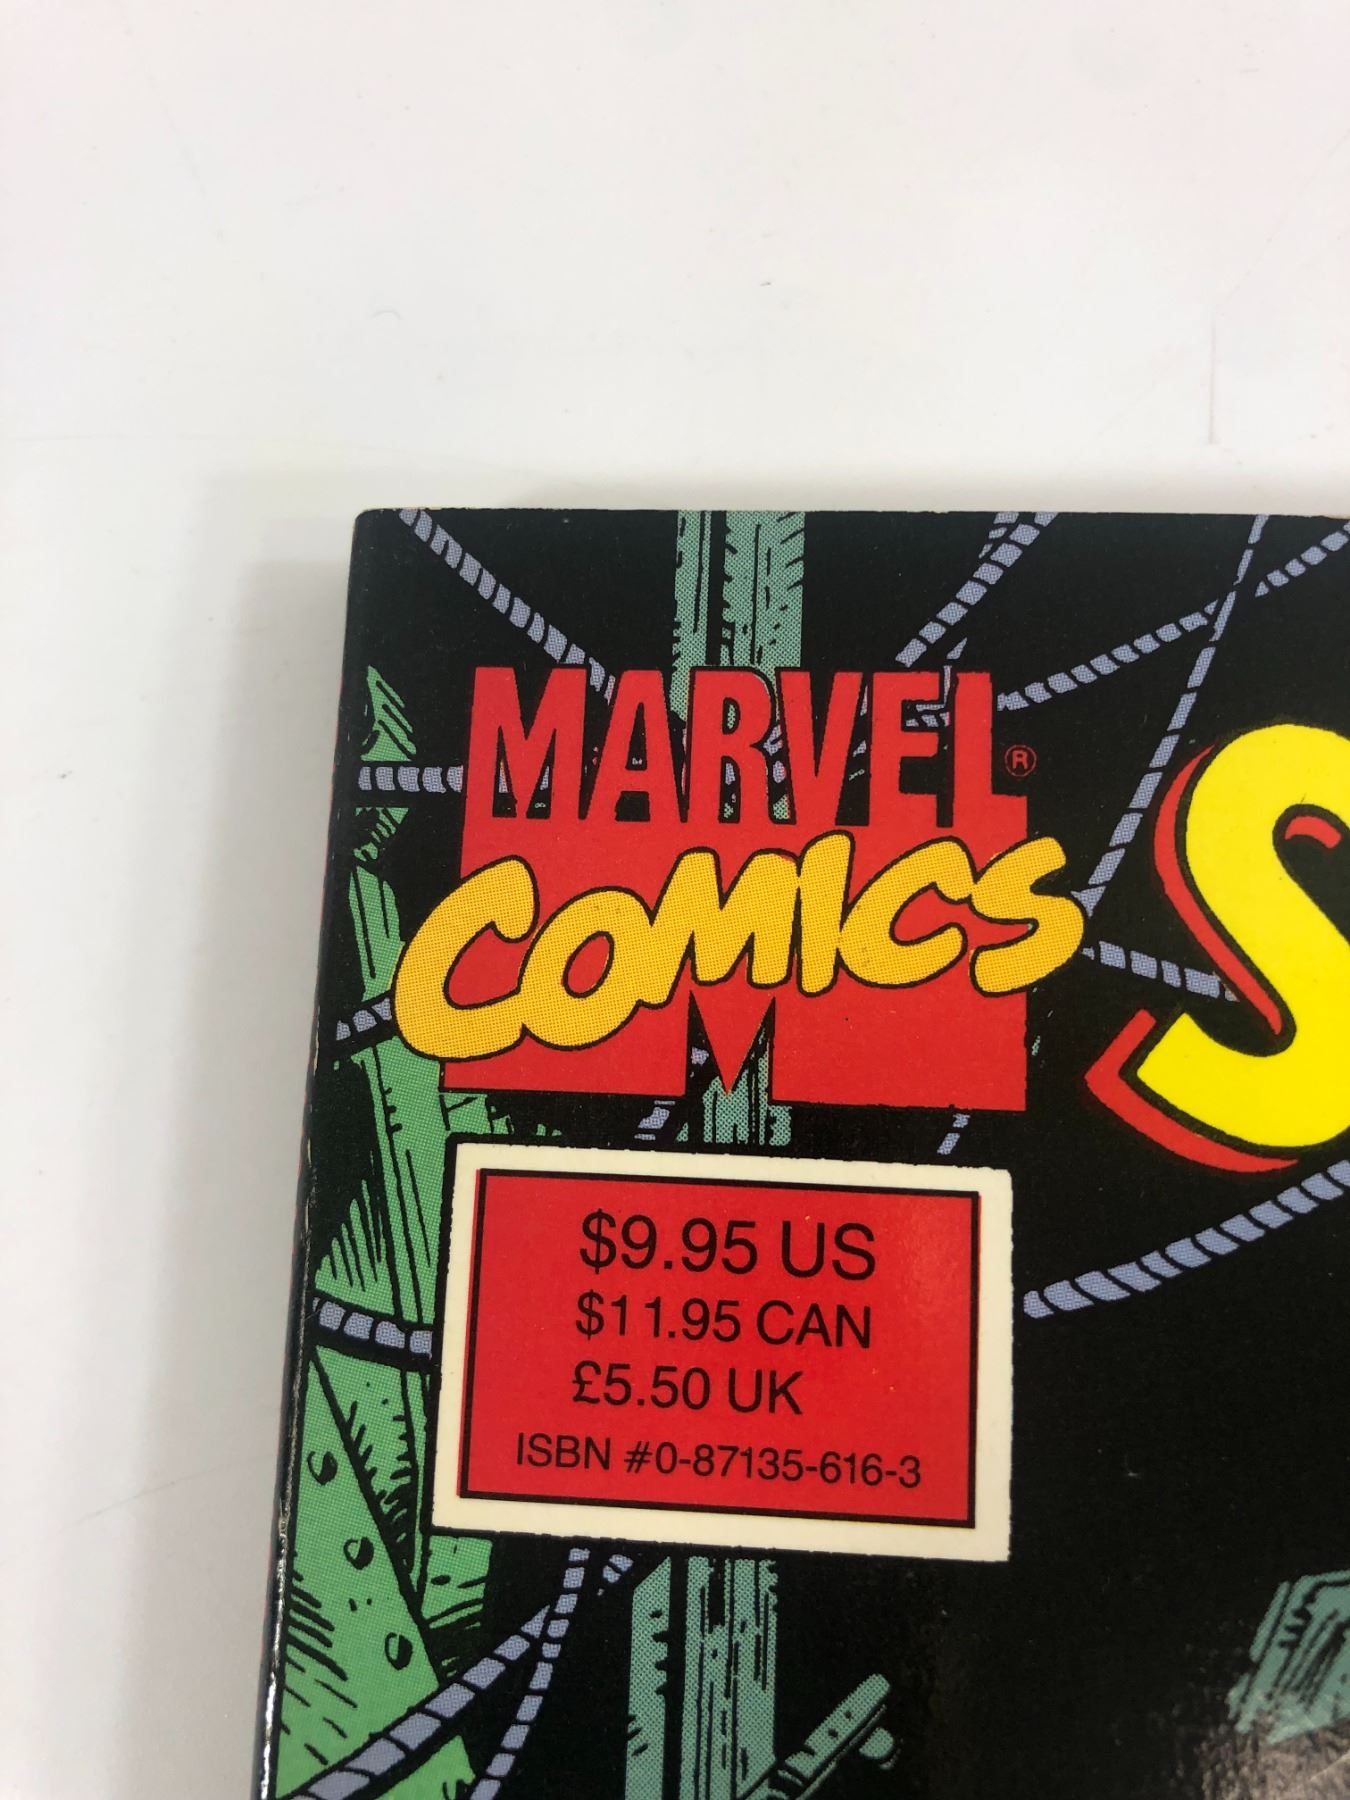 MARVEL®
COMICS
M
S
$9.95 US
$11.95 CAN
£5.50 UK
ISBN #0-87135-616-3